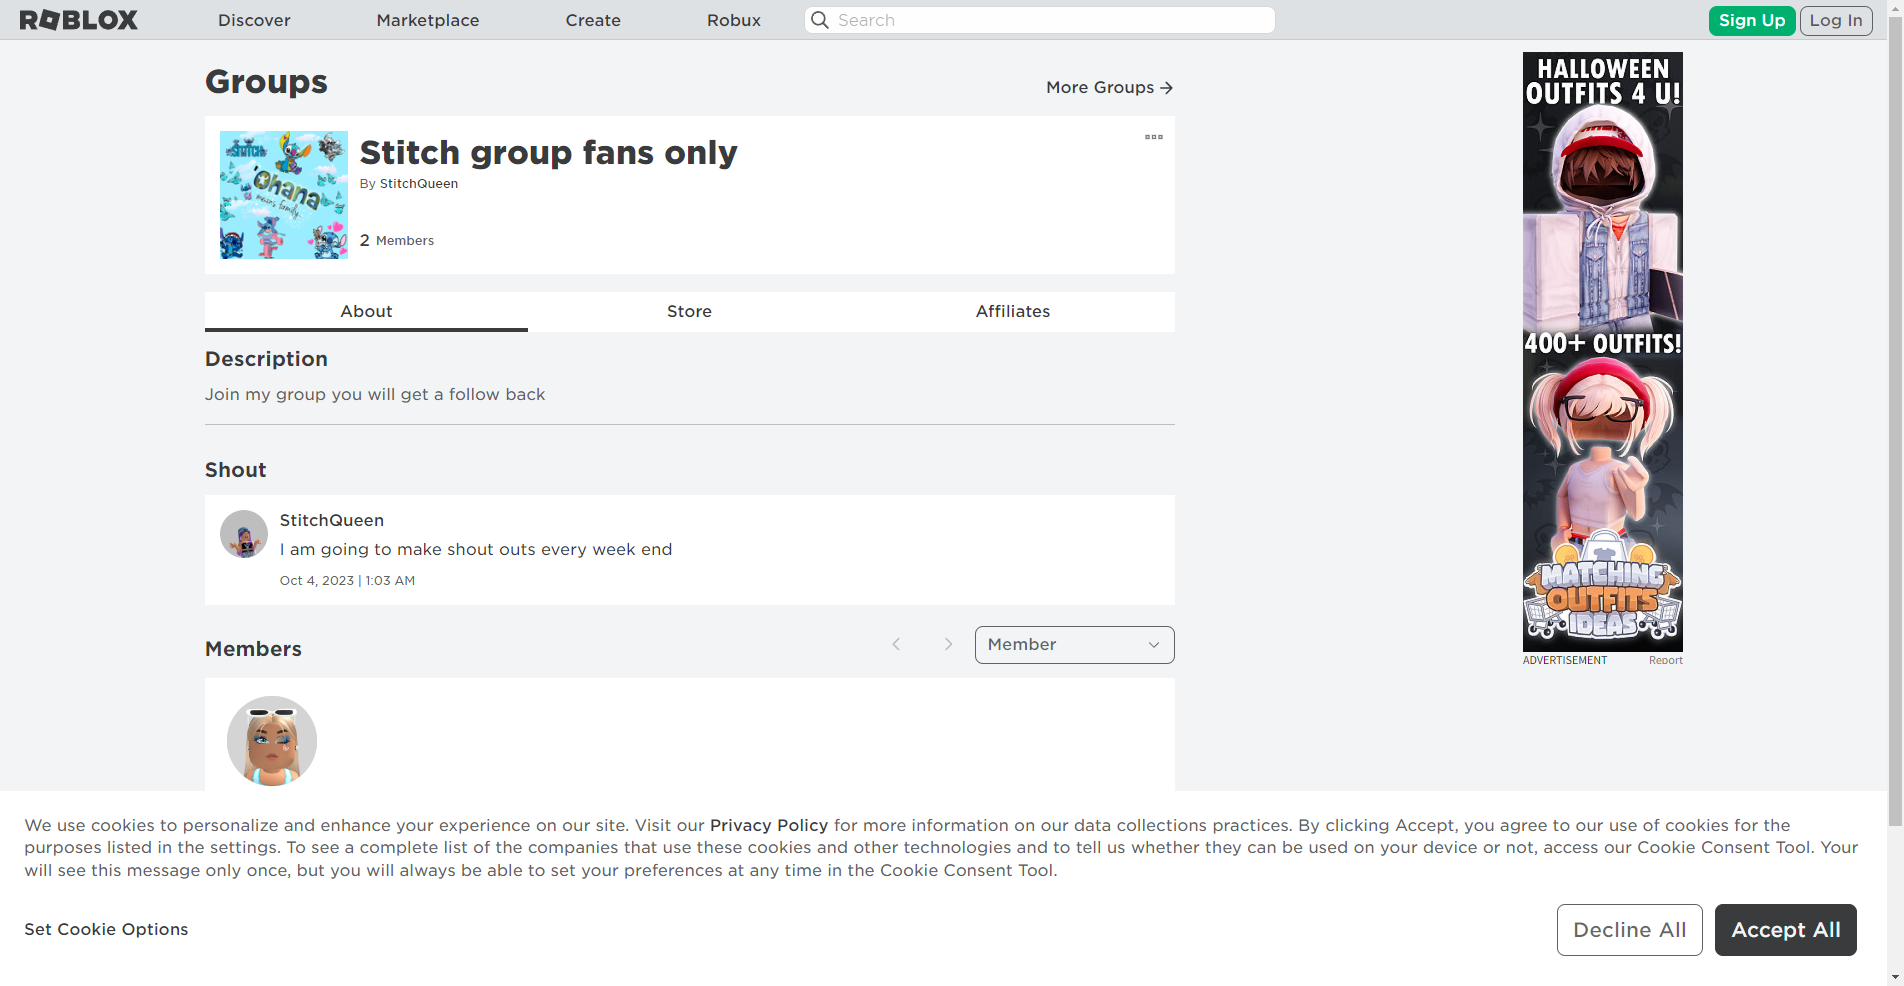 ROBLOX
Discover
Marketplace
Create
Robux
Search
Sign Up
Log In
Groups
More Groups
STITCH
Ohana
means family
Stitch group fans only
By StitchQueen
2 Members
About
Store
Affiliates
Description
Join my group you will get a follow back
Shout
StitchQueen
I am going to make shout outs every week end
Oct 4, 2023 | 1:03 AM
Members
Member
HALLOWEEN
OUTFITS 4 U!
400+ OUTFITS!
MATCHING
OUTFITS
IDEAS
ADVERTISEMENT
Report
We use cookies to personalize and enhance your experience on our site. Visit our Privacy Policy for more information on our data collections practices. By clicking Accept, you agree to our use of cookies for the
purposes listed in the settings. To see a complete list of the companies that use these cookies and other technologies and to tell us whether they can be used on your device or not, access our Cookie Consent Tool. Your
will see this message only once, but you will always be able to set your preferences at any time in the Cookie Consent Tool.
Set Cookie Options
Decline All
Accept All